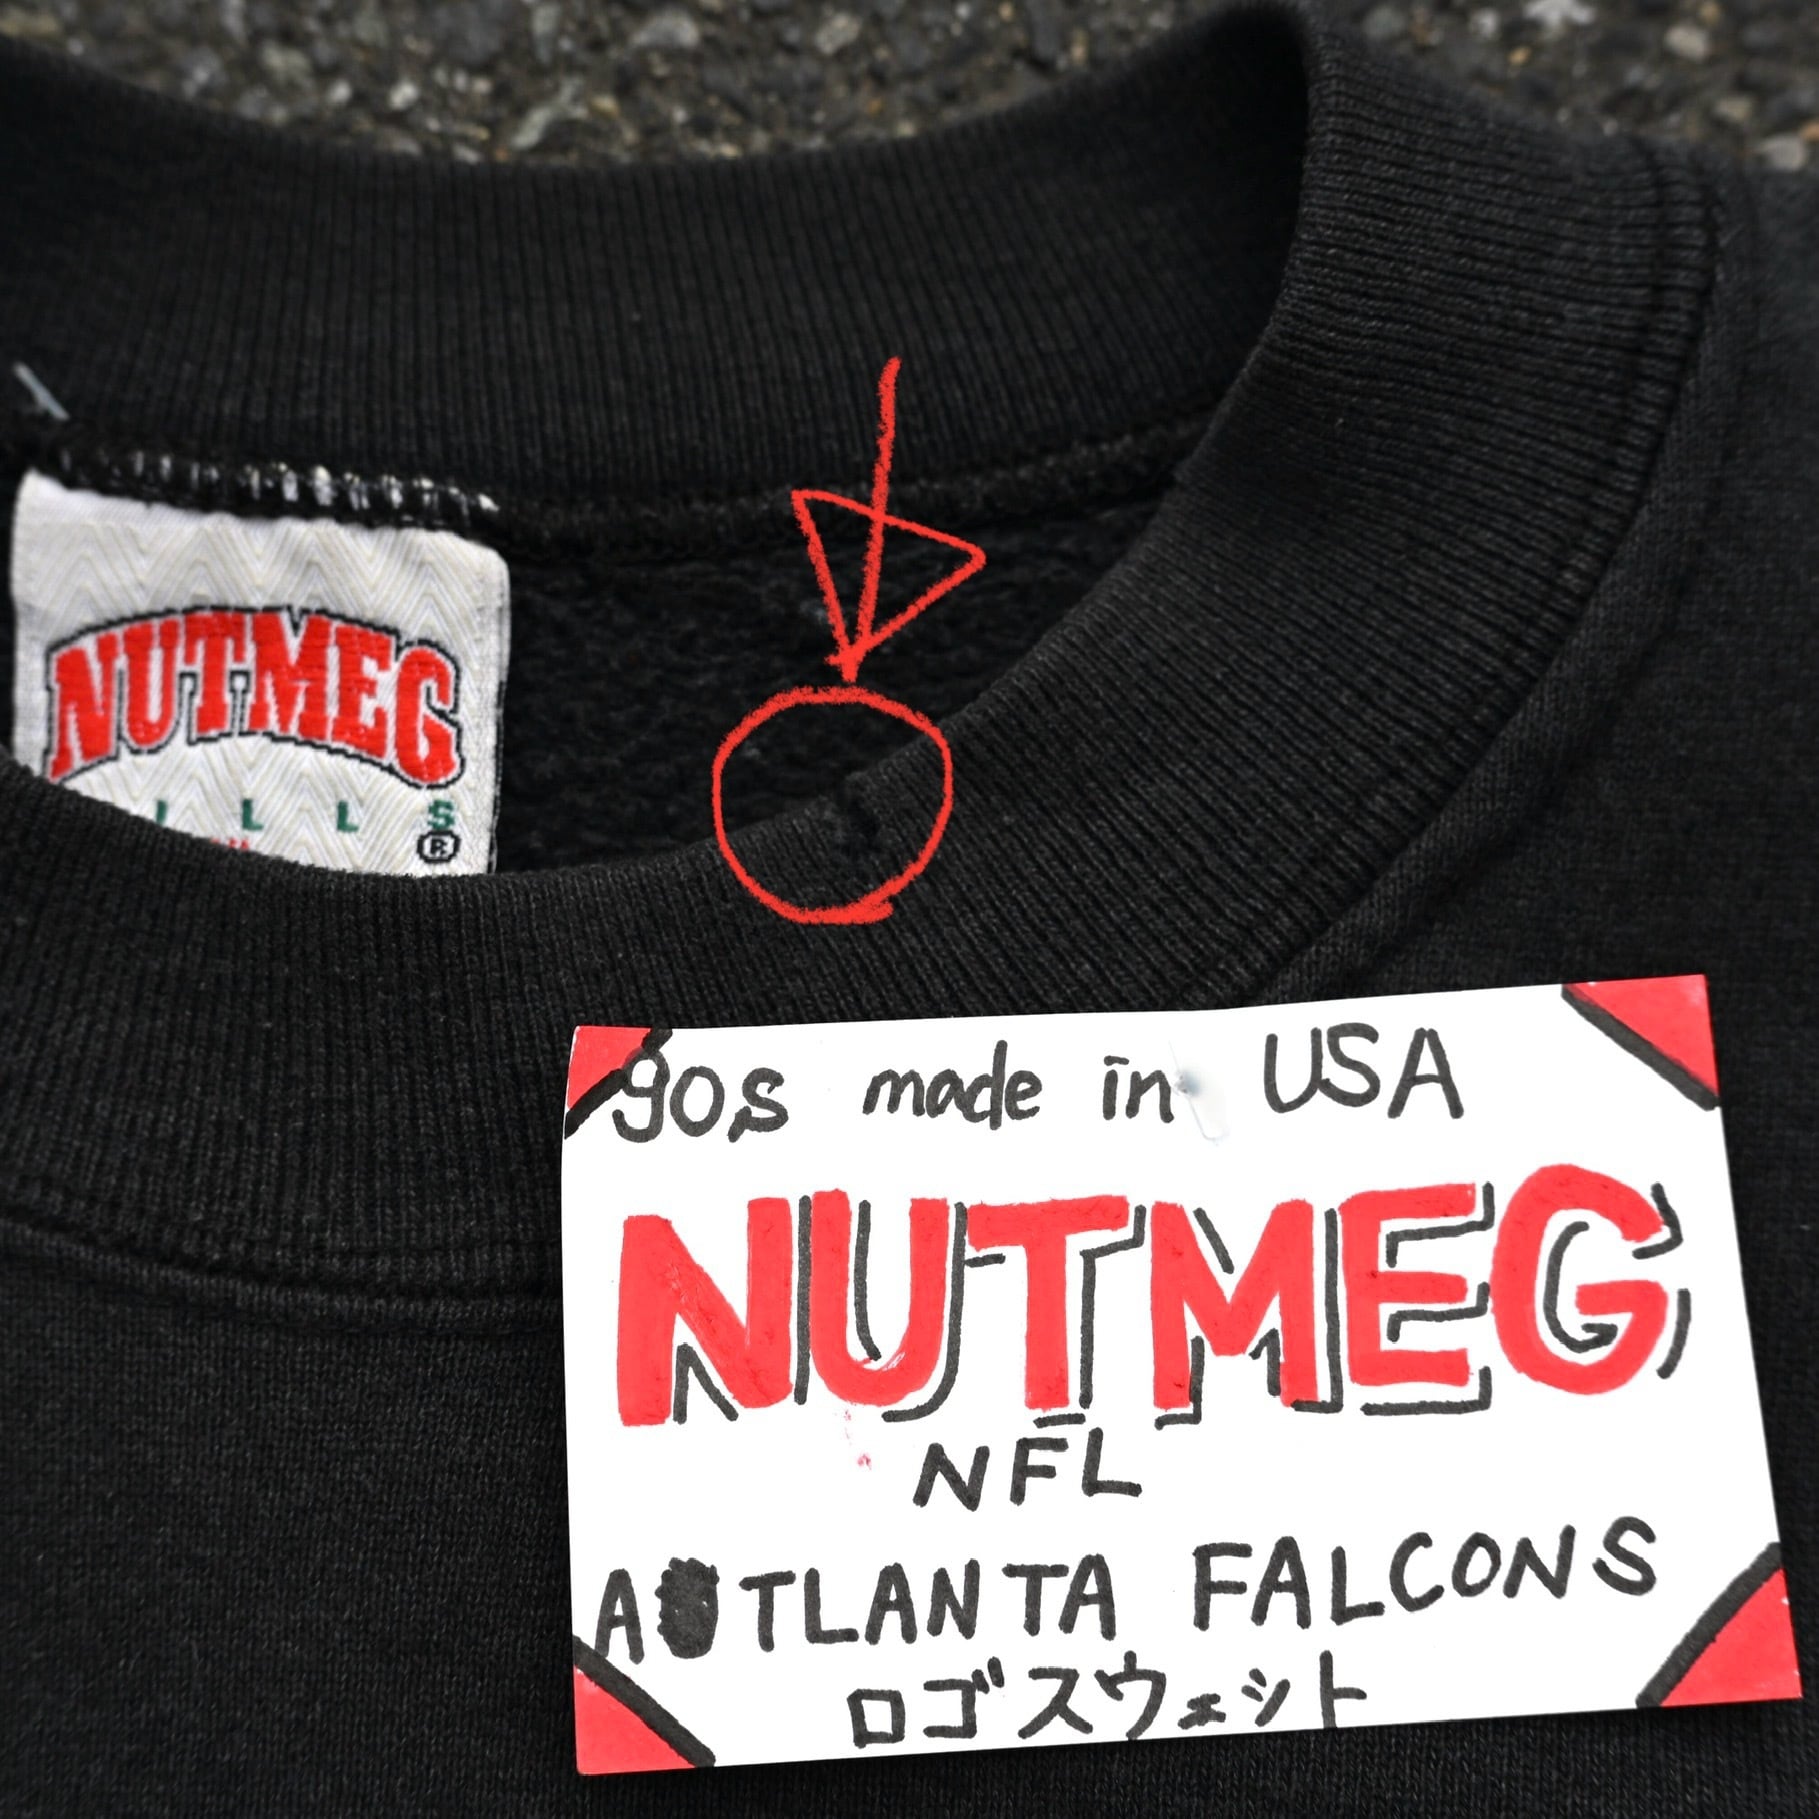 NUTMEG
ILLS
®
90s made in USA
NUTMEG
NFL
ATLANTA FALCONS
ロゴスウェット